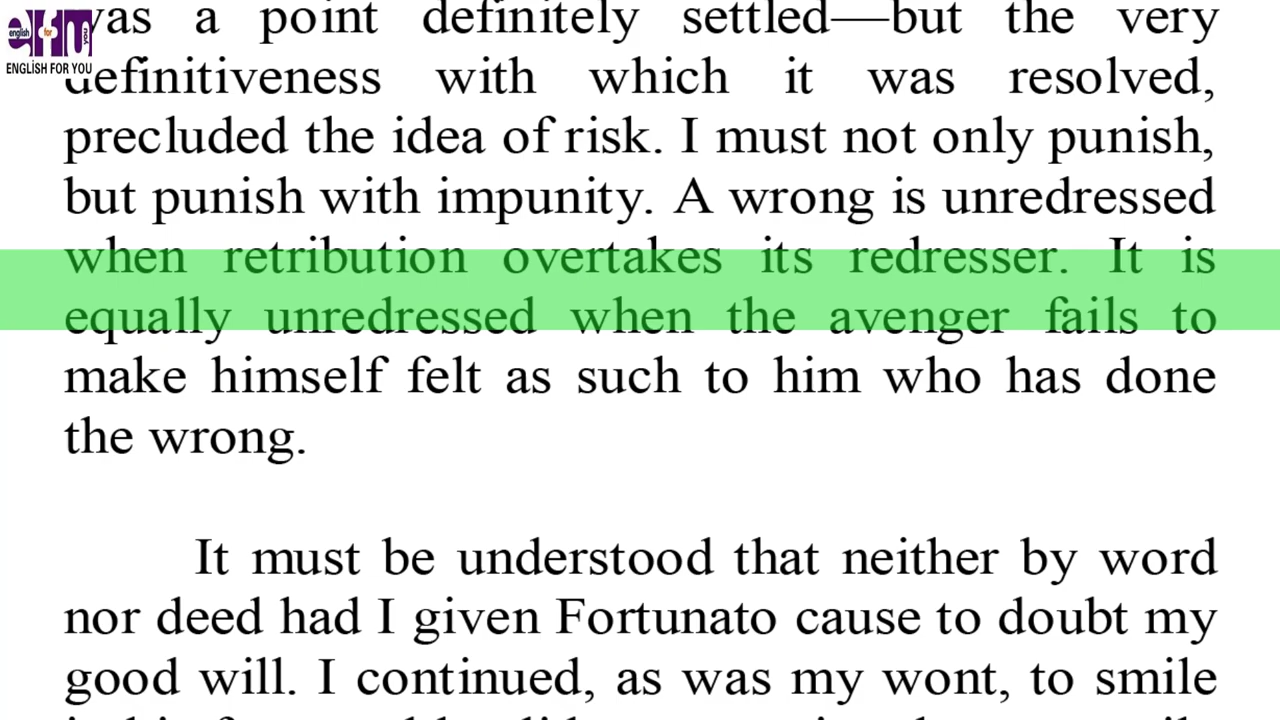 english for you
ENGLISH FOR YOU
was a point definitely settled—but the very
definitiveness with which it was resolved,
precluded the idea of risk. I must not only punish,
but punish with impunity. A wrong is unredressed
when retribution overtakes its redresser. It is
equally unredressed when the avenger fails to
make himself felt as such to him who has done
the wrong.
It must be understood that neither by word
nor deed had I given Fortunato cause to doubt my
good will. I continued, as was my wont, to smile